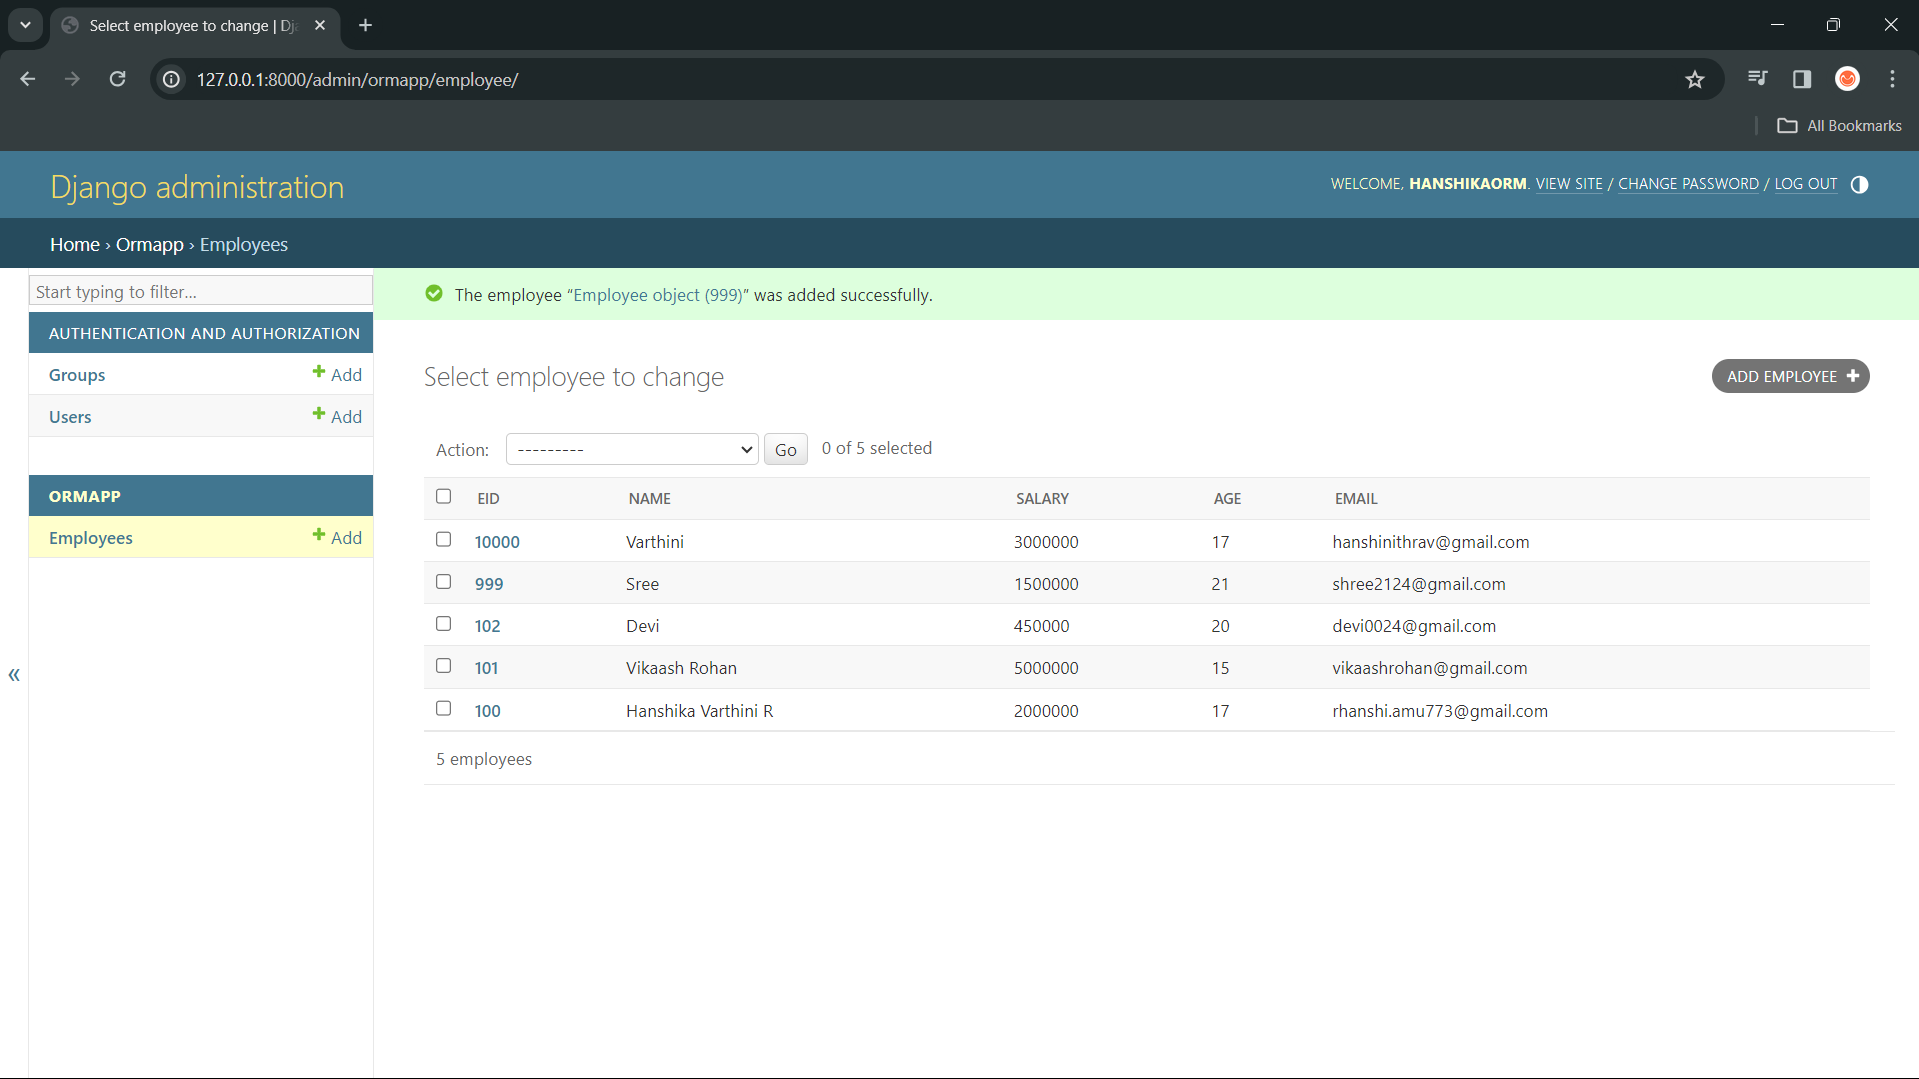 Select employee to change | Dj
127.0.0.1:8000/admin/ormapp/employee/
All Bookmarks
Django administration
WELCOME, HANSHIKAORM. VIEW SITE / CHANGE PASSWORD / LOG OUT
Home › Ormapp › Employees
Start typing to filter...
The employee “Employee object (999)” was added successfully.
AUTHENTICATION AND AUTHORIZATION
Groups Add
Users Add
ORMAPP
Employees Add
«
Select employee to change
ADD EMPLOYEE
Action: --------- Go 0 of 5 selected
EID NAME SALARY AGE EMAIL
10000 Varthini 3000000 17 hanshinithrav@gmail.com
999 Sree 1500000 21 shree2124@gmail.com
102 Devi 450000 20 devi0024@gmail.com
101 Vikaash Rohan 5000000 15 vikaashrohan@gmail.com
100 Hanshika Varthini R 2000000 17 rhanshi.amu773@gmail.com
5 employees